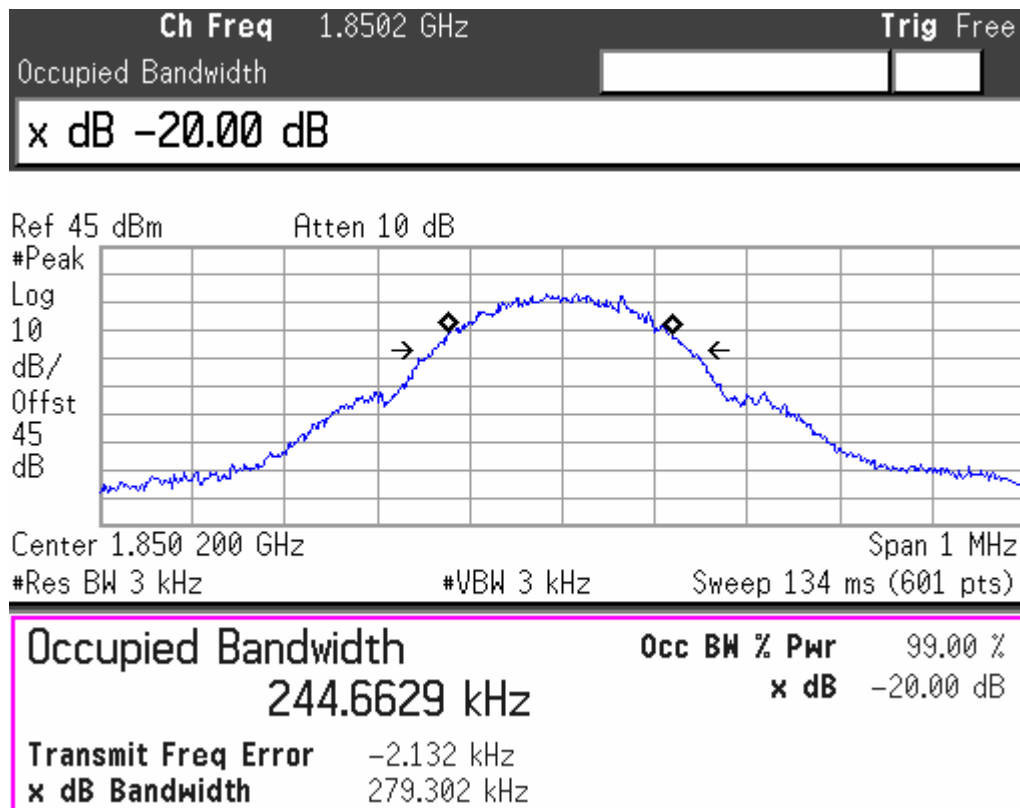 Ch Freq 1.8502 GHz Trig Free
Occupied Bandwidth
x dB -20.00 dB
Ref 45 dBm Atten 10 dB
#Peak
Log
10
dB/
Offst
45
dB
Center 1.850 200 GHz Span 1 MHz
#Res BW 3 kHz #VBW 3 kHz Sweep 134 ms (601 pts)
Occupied Bandwidth Occ BW % Pwr 99.00 %
244.6629 kHz x dB -20.00 dB
Transmit Freq Error -2.132 kHz
x dB Bandwidth 279.302 kHz